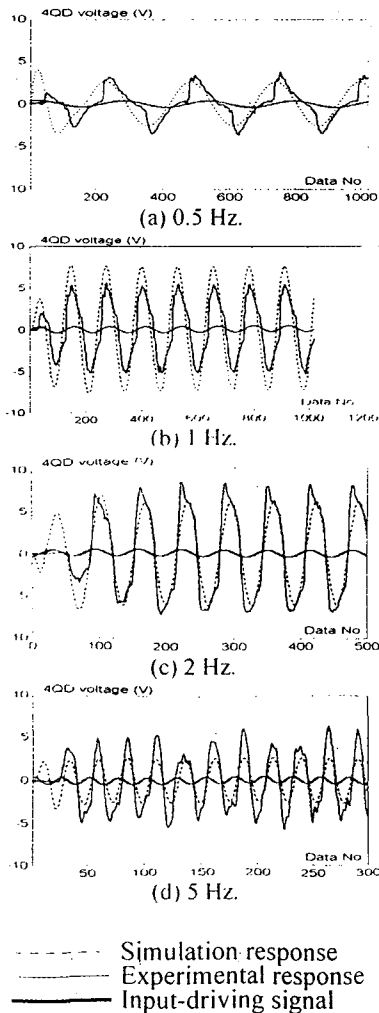 4QD voltage (V)
10
5
0
5
10
200
400
600
800
1000
Data No
(a) 0.5 Hz.
4QD voltage (V)
10
5
0
-5
-10
200
400
600
800
1000
1200
Data No
(b) 1 Hz.
4QD voltage (V)
10
5
0
-5
-10
0
100
200
300
400
500
Data No
(c) 2 Hz.
4QD voltage (V)
10
5
0
-5
-10
50
100
150
200
250
300
Data No
(d) 5 Hz.
Simulation response
Experimental response
Input-driving signal